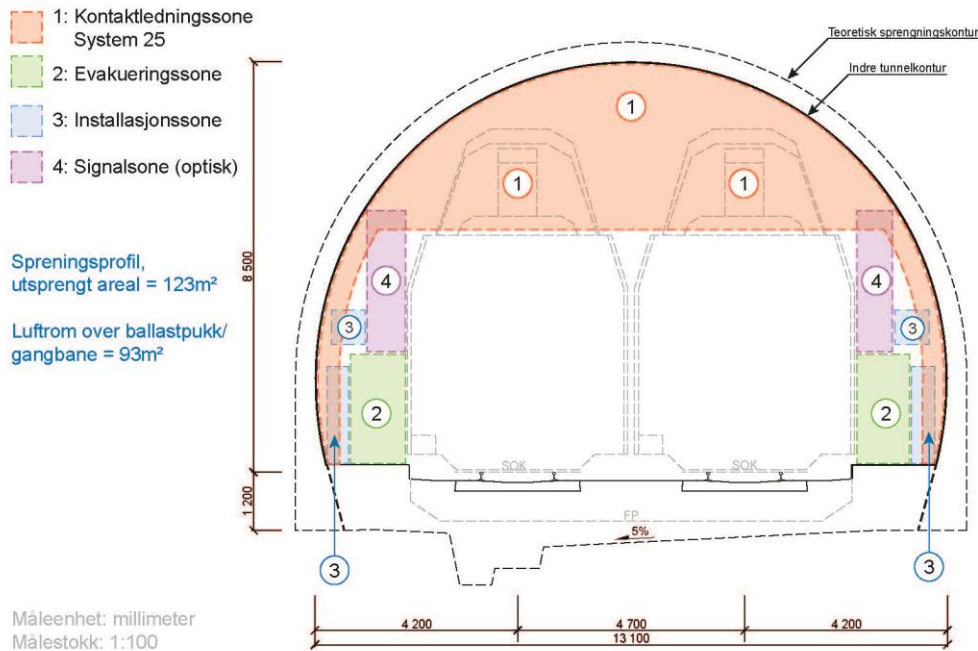 1: Kontaktledningssone
System 25
2: Evakueringssone
3: Installasjonssone
4: Signalsone (optisk)
Spreningsprofil,
utsprengt areal = 123m²
Luftrom over ballastpukk/
gangbane = 93m²
Måleenhet: millimeter
Målestokk: 1:100
Teoretisk sprengningskontur
Indre tunnelkontur
1
1
1
4
4
3
3
2
2
SOK
SOK
FP
5%
3
3
8 500
1 200
4 200
4 700
4 200
13 100